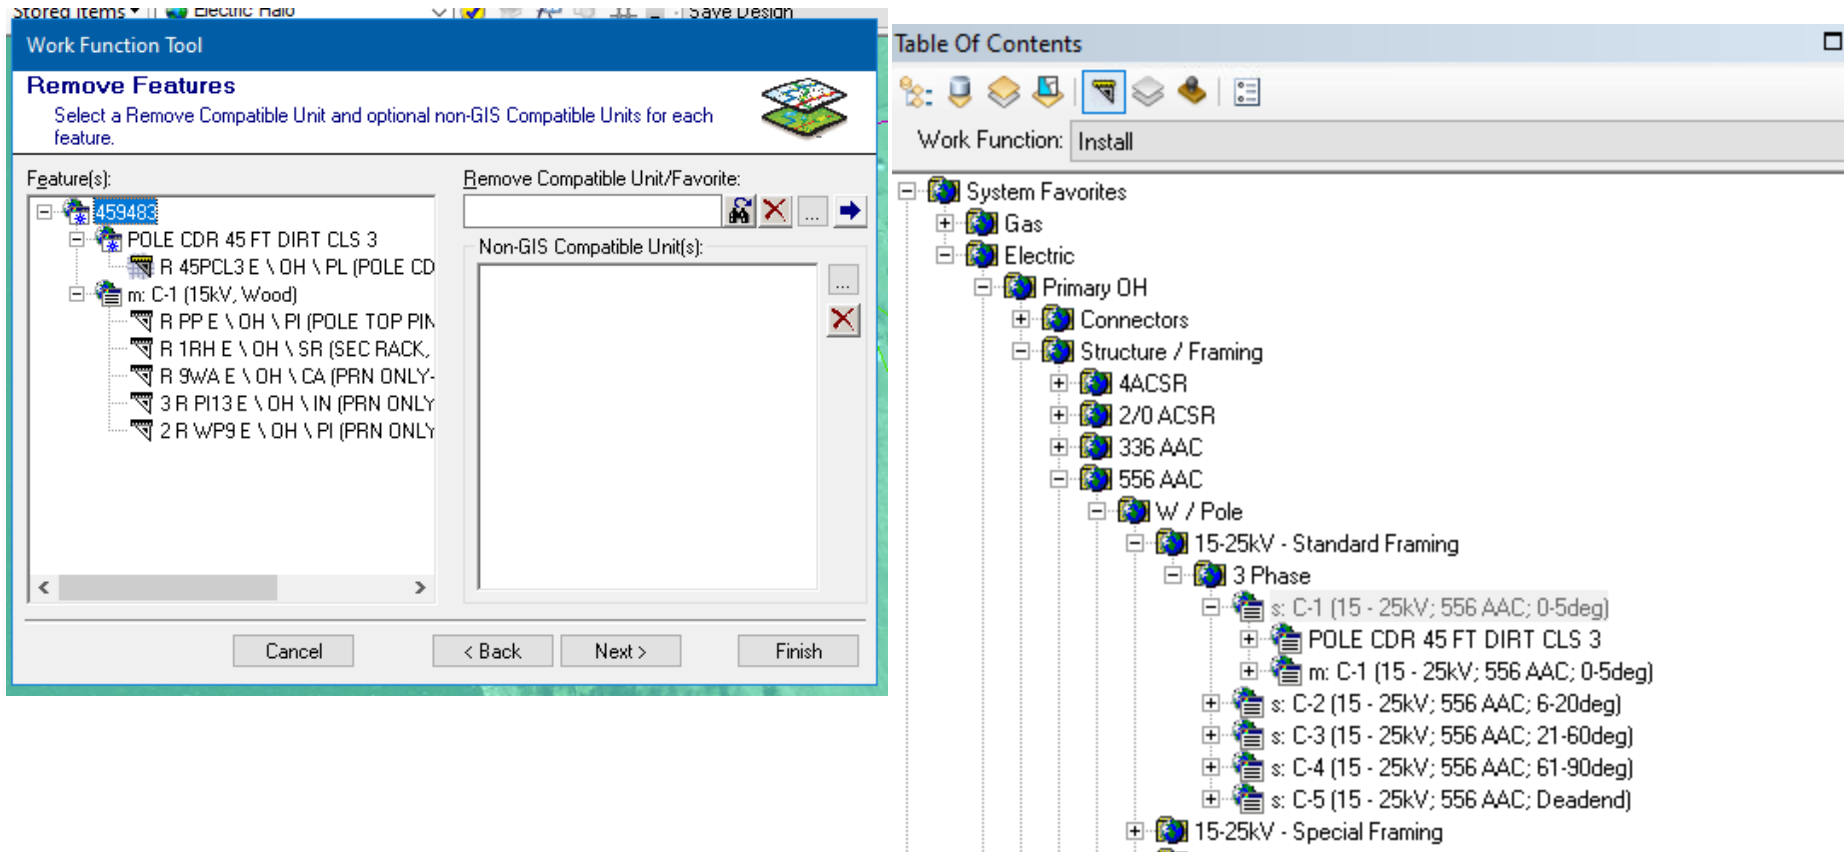 Stored Items
Electric Halo
Save Design
Work Function Tool
Remove Features
Select a Remove Compatible Unit and optional non-GIS Compatible Units for each
feature.
Feature(s):
459483
POLE CDR 45 FT DIRT CLS 3
R 45PCL3 E \ OH \ PL (POLE CD
m: C-1 (15kV, Wood)
R PP E \ OH \ PI (POLE TOP PIN
R 1RH E \ OH \ SR (SEC RACK,
R 9WA E \ OH \ CA (PRN ONLY-
3 R PI13 E \ OH \ IN (PRN ONLY
2 R WP9 E \ OH \ PI (PRN ONLY
Remove Compatible Unit/Favorite:
...
Non-GIS Compatible Unit(s):
...
Cancel
< Back
Next >
Finish
Table Of Contents
Work Function: Install
System Favorites
Gas
Electric
Primary OH
Connectors
Structure / Framing
4ACSR
2/0 ACSR
336 AAC
556 AAC
W / Pole
15-25kV - Standard Framing
3 Phase
s: C-1 (15 - 25kV; 556 AAC; 0-5deg)
POLE CDR 45 FT DIRT CLS 3
m: C-1 (15 - 25kV; 556 AAC; 0-5deg)
s: C-2 (15 - 25kV; 556 AAC; 6-20deg)
s: C-3 (15 - 25kV; 556 AAC; 21-60deg)
s: C-4 (15 - 25kV; 556 AAC; 61-90deg)
s: C-5 (15 - 25kV; 556 AAC; Deadend)
15-25kV - Special Framing